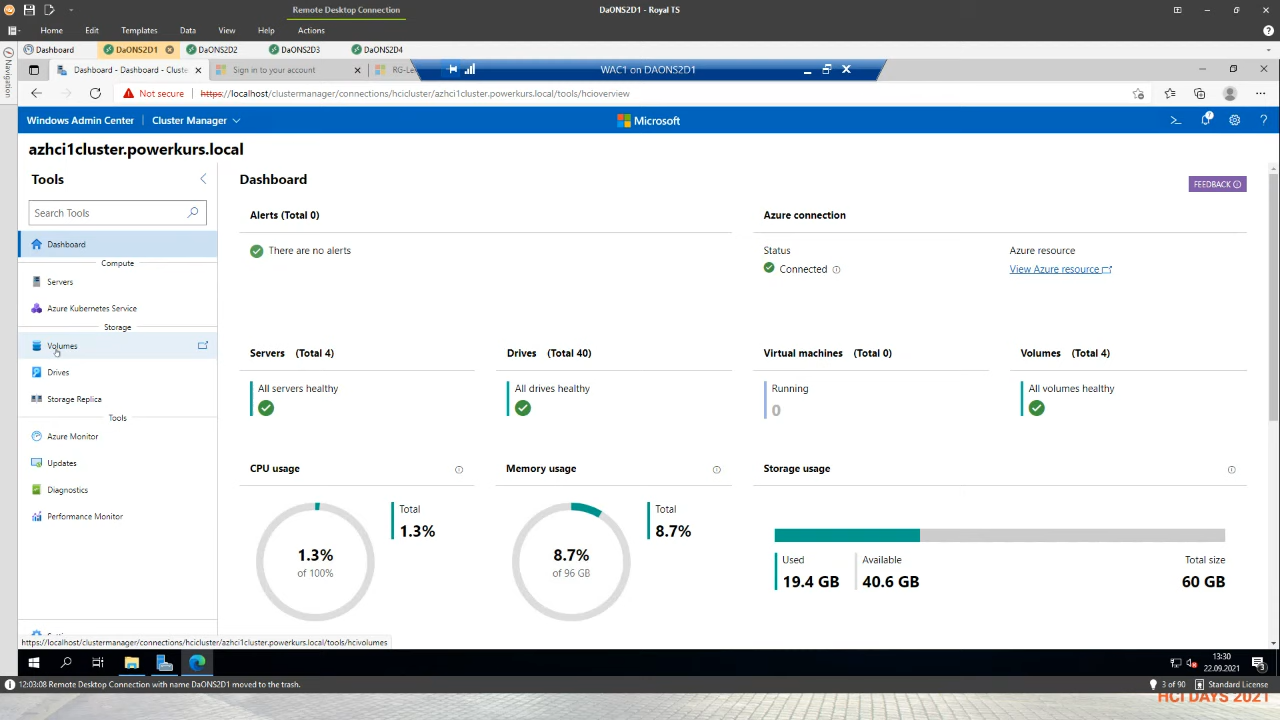 Remote Desktop Connection
DaONS2D1 - Royal TS
Home Edit Templates Data View Help Actions
Dashboard DaONS2D1 DaONS2D2 DaONS2D3 DaONS2D4
Navigation
Dashboard - Dashboard - Cluste Sign in to your account RG-Le
WAC1 on DAONS2D1
Not secure https://localhost/clustermanager/connections/hcicluster/azhci1cluster.powerkurs.local/tools/hcioverview
Windows Admin Center Cluster Manager Microsoft
azhci1cluster.powerkurs.local
Tools
Search Tools
Dashboard
Compute
Servers
Azure Kubernetes Service
Storage
Volumes
Drives
Storage Replica
Tools
Azure Monitor
Updates
Diagnostics
Performance Monitor
Dashboard
FEEDBACK
Alerts (Total 0)
There are no alerts
Azure connection
Status
Connected
Azure resource
View Azure resource
Servers (Total 4)
All servers healthy
Drives (Total 40)
All drives healthy
Virtual machines (Total 0)
Running
0
Volumes (Total 4)
All volumes healthy
CPU usage
1.3%
of 100%
Total
1.3%
Memory usage
8.7%
of 96 GB
Total
8.7%
Storage usage
Used
19.4 GB
Available
40.6 GB
Total size
60 GB
https://localhost/clustermanager/connections/hcicluster/azhci1cluster.powerkurs.local/tools/hcivolumes
13:30
22.09.2021
3
12:03:08 Remote Desktop Connection with name DaONS2D1 moved to the trash.
3 of 90 Standard License
HCI DAYS 2021